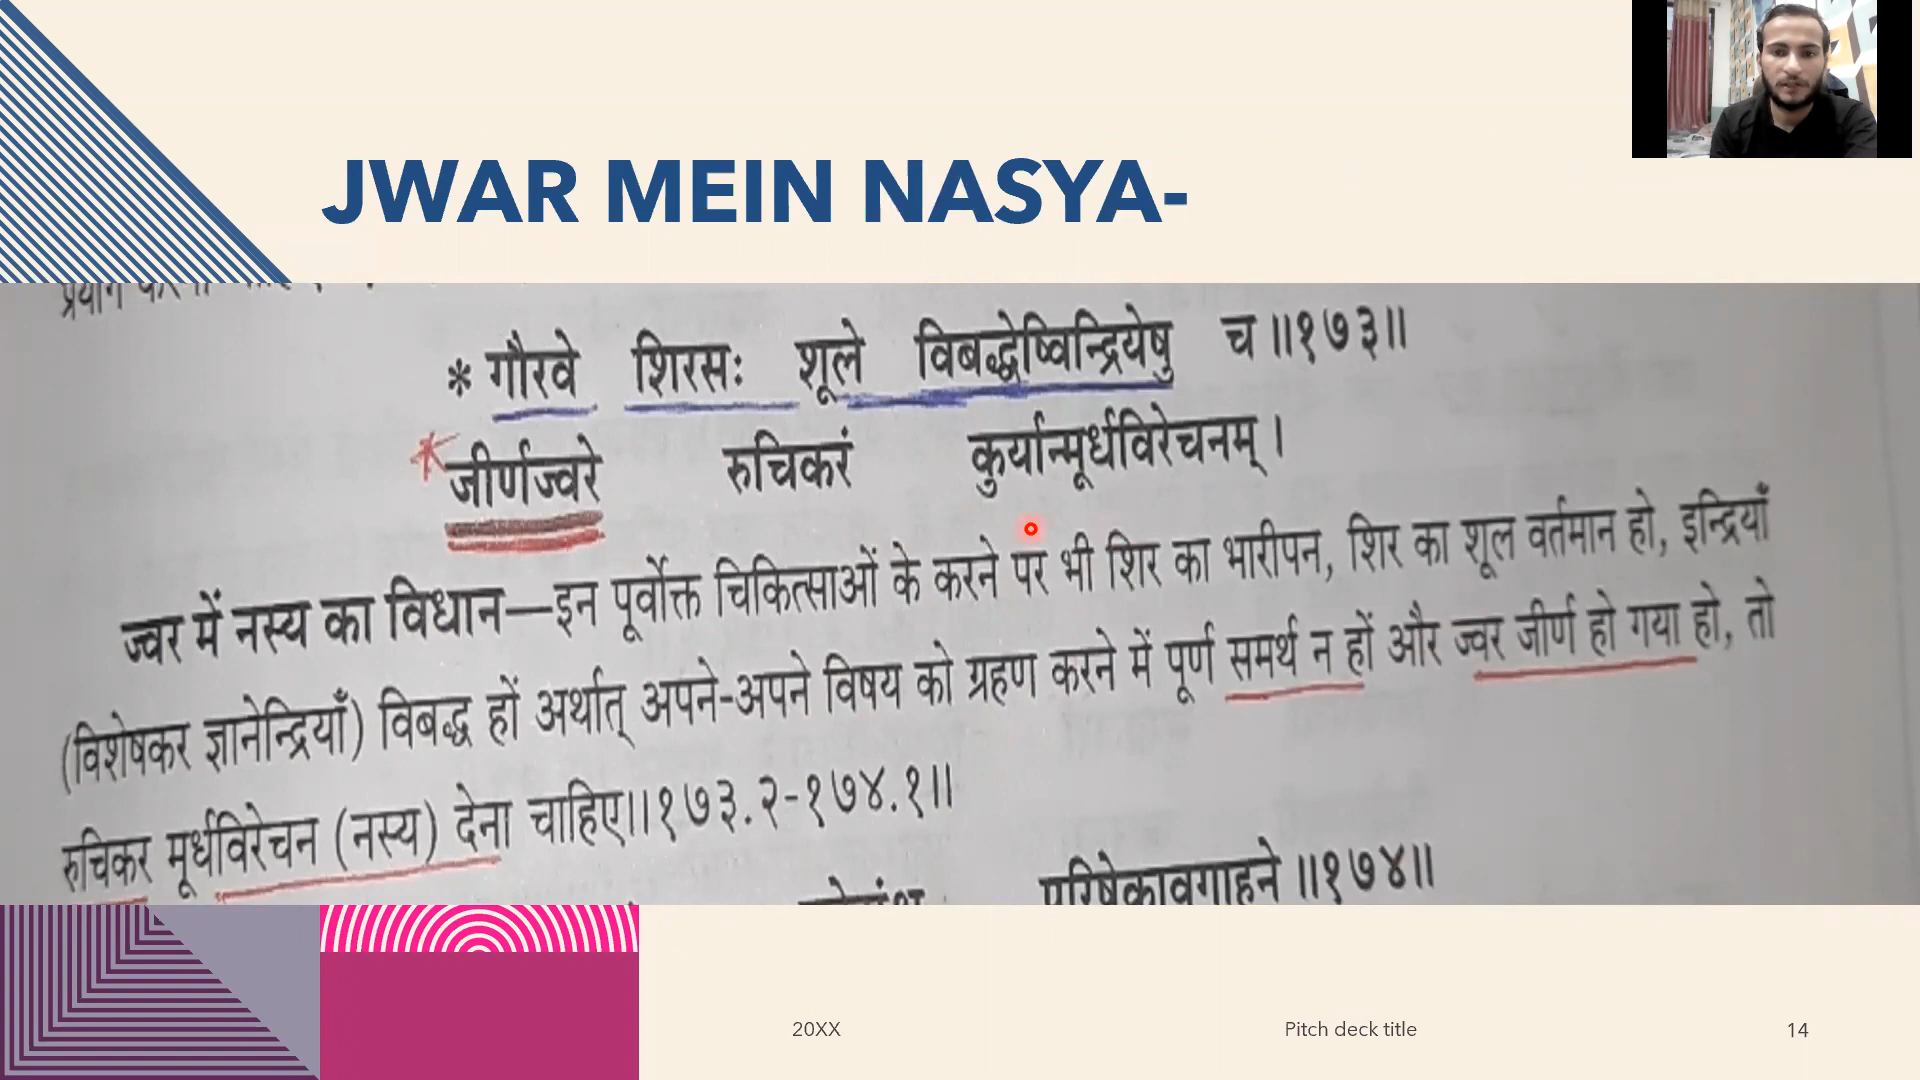 JWAR MEIN NASYA-
* गौरवे शिरसः शूले विबद्धेष्विन्द्रियेषु च॥१७३॥
* जीर्णज्वरे रुचिकरं कुर्यान्मूर्धविरेचनम्।
ज्वर में नस्य का विधान—इन पूर्वोक्त चिकित्साओं के करने पर भी शिर का भारीपन, शिर का शूल वर्तमान हो, इन्द्रियाँ
(विशेषकर ज्ञानेन्द्रियाँ) विबद्ध हों अर्थात् अपने-अपने विषय को ग्रहण करने में पूर्ण समर्थ न हों और ज्वर जीर्ण हो गया हो, तो
रुचिकर मूर्धविरेचन (नस्य) देना चाहिए॥१७३.२-१७४.१॥
परिषेकावगाहने॥१७४॥
20XX
Pitch deck title
14